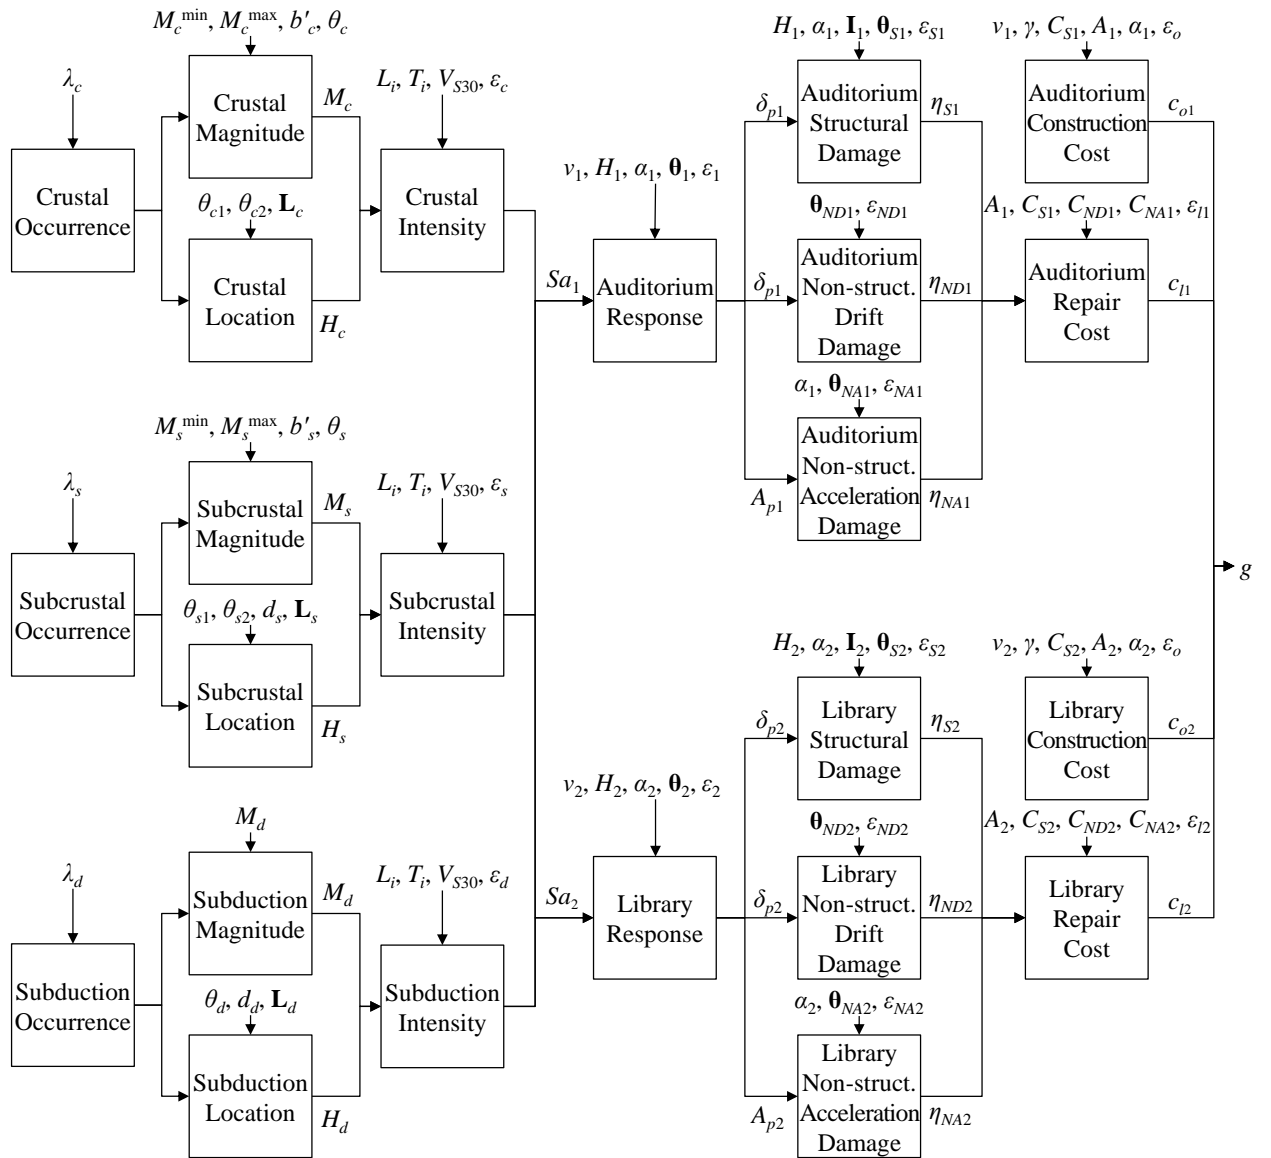 M_c^min, M_c^max, b'_c, θ_c
λ_c
Crustal
Magnitude
M_c
L_i, T_i, V_S30, ε_c
Crustal
Occurrence
θ_c1, θ_c2, L_c
Crustal
Location
H_c
Crustal
Intensity
M_s^min, M_s^max, b'_s, θ_s
λ_s
Subcrustal
Magnitude
M_s
L_i, T_i, V_S30, ε_s
Subcrustal
Occurrence
θ_s1, θ_s2, d_s, L_s
Subcrustal
Location
H_s
Subcrustal
Intensity
M_d
λ_d
Subduction
Magnitude
M_d
L_i, T_i, V_S30, ε_d
Subduction
Occurrence
θ_d, d_d, L_d
Subduction
Location
H_d
Subduction
Intensity
Sa_1
v_1, H_1, α_1, θ_1, ε_1
Auditorium
Response
H_1, α_1, I_1, θ_S1, ε_S1
δ_p1
Auditorium
Structural
Damage
η_S1
θ_ND1, ε_ND1
δ_p1
Auditorium
Non-struct.
Drift
Damage
η_ND1
α_1, θ_NA1, ε_NA1
A_p1
Auditorium
Non-struct.
Acceleration
Damage
η_NA1
v_1, γ, C_S1, A_1, α_1, ε_o
Auditorium
Construction
Cost
c_o1
A_1, C_S1, C_ND1, C_NA1, ε_l1
Auditorium
Repair
Cost
c_l1
g
Sa_2
v_2, H_2, α_2, θ_2, ε_2
Library
Response
H_2, α_2, I_2, θ_S2, ε_S2
δ_p2
Library
Structural
Damage
η_S2
θ_ND2, ε_ND2
δ_p2
Library
Non-struct.
Drift
Damage
η_ND2
α_2, θ_NA2, ε_NA2
A_p2
Library
Non-struct.
Acceleration
Damage
η_NA2
v_2, γ, C_S2, A_2, α_2, ε_o
Library
Construction
Cost
c_o2
A_2, C_S2, C_ND2, C_NA2, ε_l2
Library
Repair
Cost
c_l2